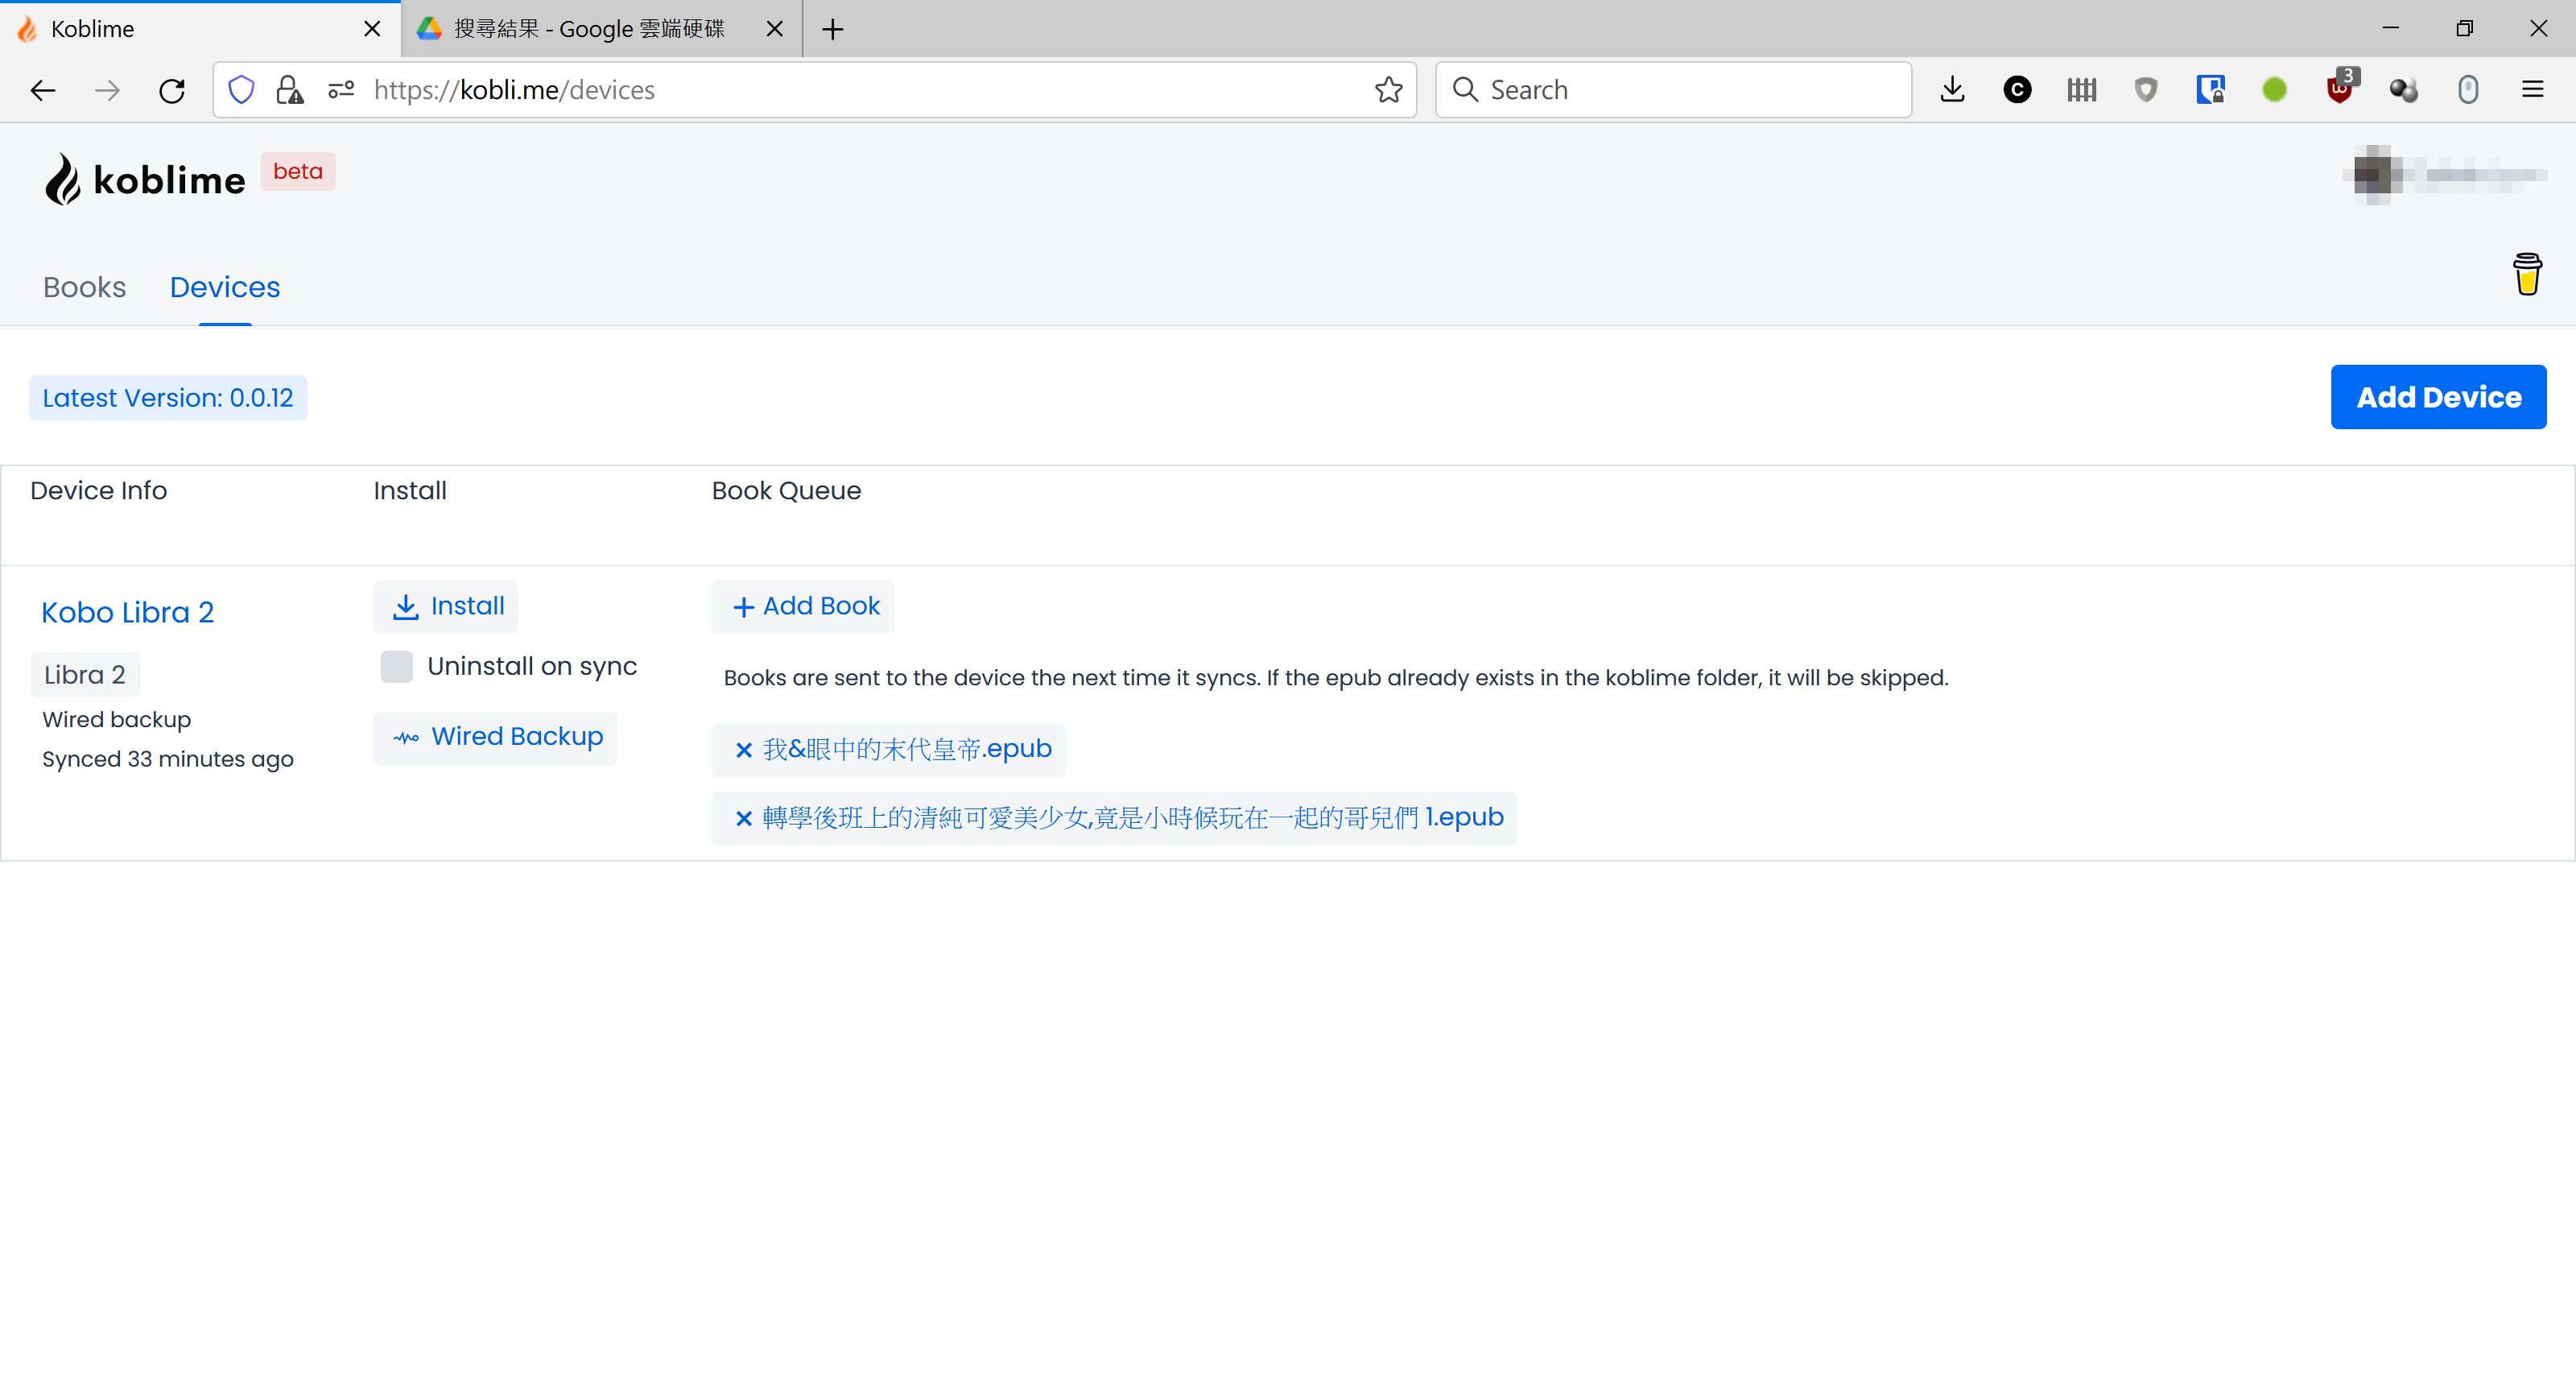 Koblime
搜尋結果 - Google 雲端硬碟
https://kobli.me/devices
Search
C
3
koblime beta
Books Devices
Latest Version: 0.0.12
Add Device
Device Info Install Book Queue
Kobo Libra 2
Libra 2
Wired backup
Synced 33 minutes ago
Install
Uninstall on sync
Wired Backup
Add Book
Books are sent to the device the next time it syncs. If the epub already exists in the koblime folder, it will be skipped.
我&眼中的末代皇帝.epub
轉學後班上的清純可愛美少女,竟是小時候玩在一起的哥兒們 1.epub